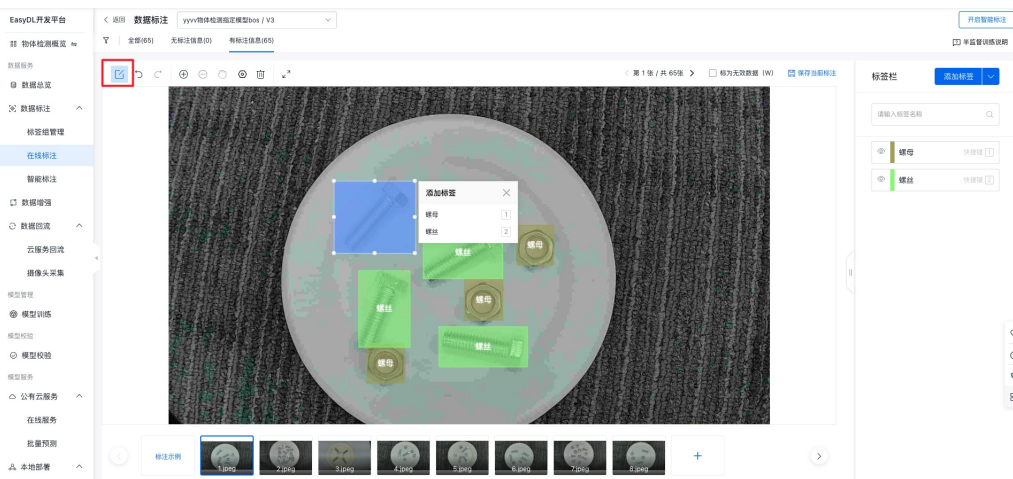 EasyDL开发平台
返回 数据标注 yyvv物体检测指定模型bos / V3
开启智能标注
物体检测概览
全部(65) 无标注信息(0) 有标注信息(65)
半监督训练说明
数据服务
数据总览
数据标注
标签组管理
在线标注
智能标注
数据增强
数据回流
云服务回流
摄像头采集
模型管理
模型训练
模型校验
模型校验
模型服务
公有云服务
在线服务
批量预测
本地部署
第 1 张 / 共 65张 标为无效数据 (W) 保存当前标注
添加标签
螺母 1
螺丝 2
螺母
螺丝
螺母
螺丝
螺丝
螺母
标签栏 添加标签
请输入标签名称
螺母 快捷键 1
螺丝 快捷键 2
标注示例 1.jpeg 2.jpeg 3.jpeg 4.jpeg 5.jpeg 6.jpeg 7.jpeg 8.jpeg